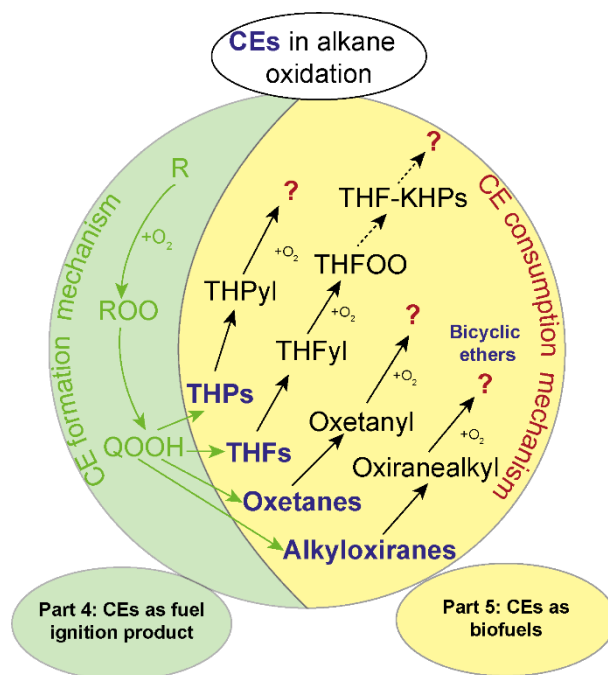 CEs in alkane
oxidation
CE formation mechanism
R
+O₂
ROO
QOOH
THPs
THPyl
+O₂
?
THFs
THFyl
+O₂
THFOO
THF-KHPs
?
Oxetanes
Oxetanyl
+O₂
?
Alkyloxiranes
Oxiranealkyl
+O₂
?
Bicyclic
ethers
CE consumption mechanism
Part 4: CEs as fuel
ignition product
Part 5: CEs as
biofuels